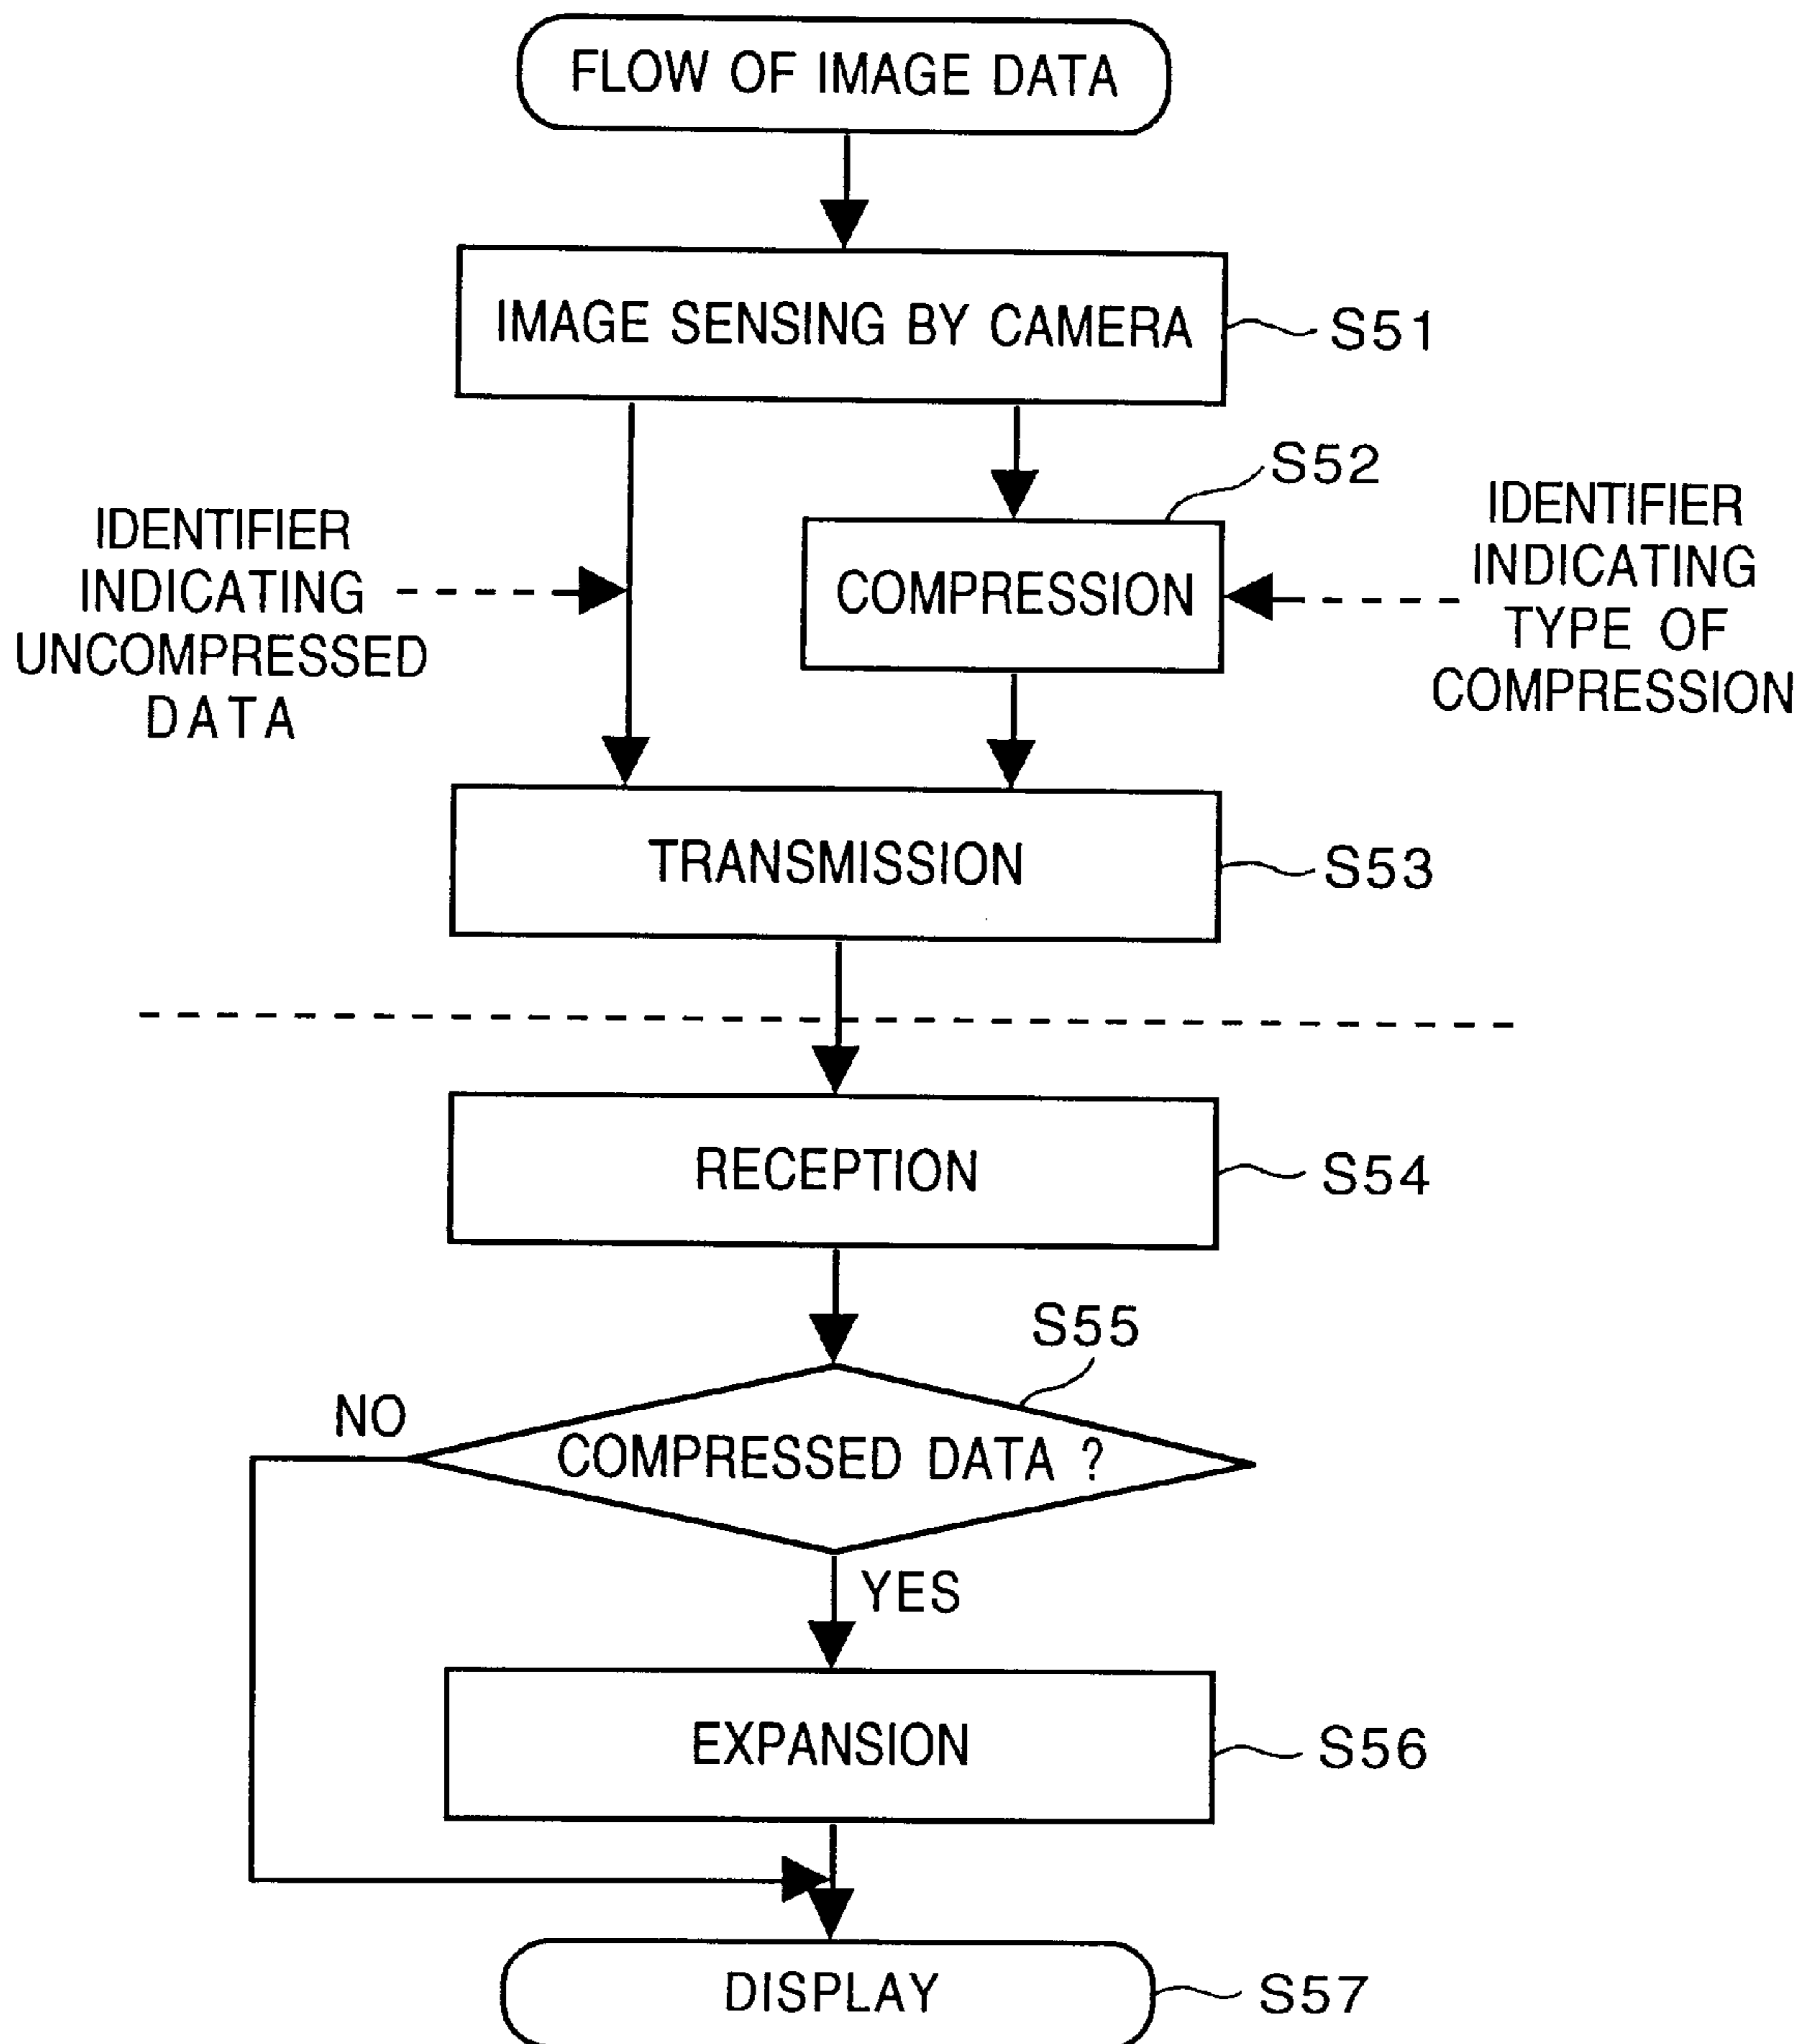 FLOW OF IMAGE DATA
IMAGE SENSING BY CAMERA
S51
S52
IDENTIFIER
INDICATING
UNCOMPRESSED
DATA
COMPRESSION
IDENTIFIER
INDICATING
TYPE OF
COMPRESSION
TRANSMISSION
S53
RECEPTION
S54
S55
NO
COMPRESSED DATA ?
YES
EXPANSION
S56
DISPLAY
S57